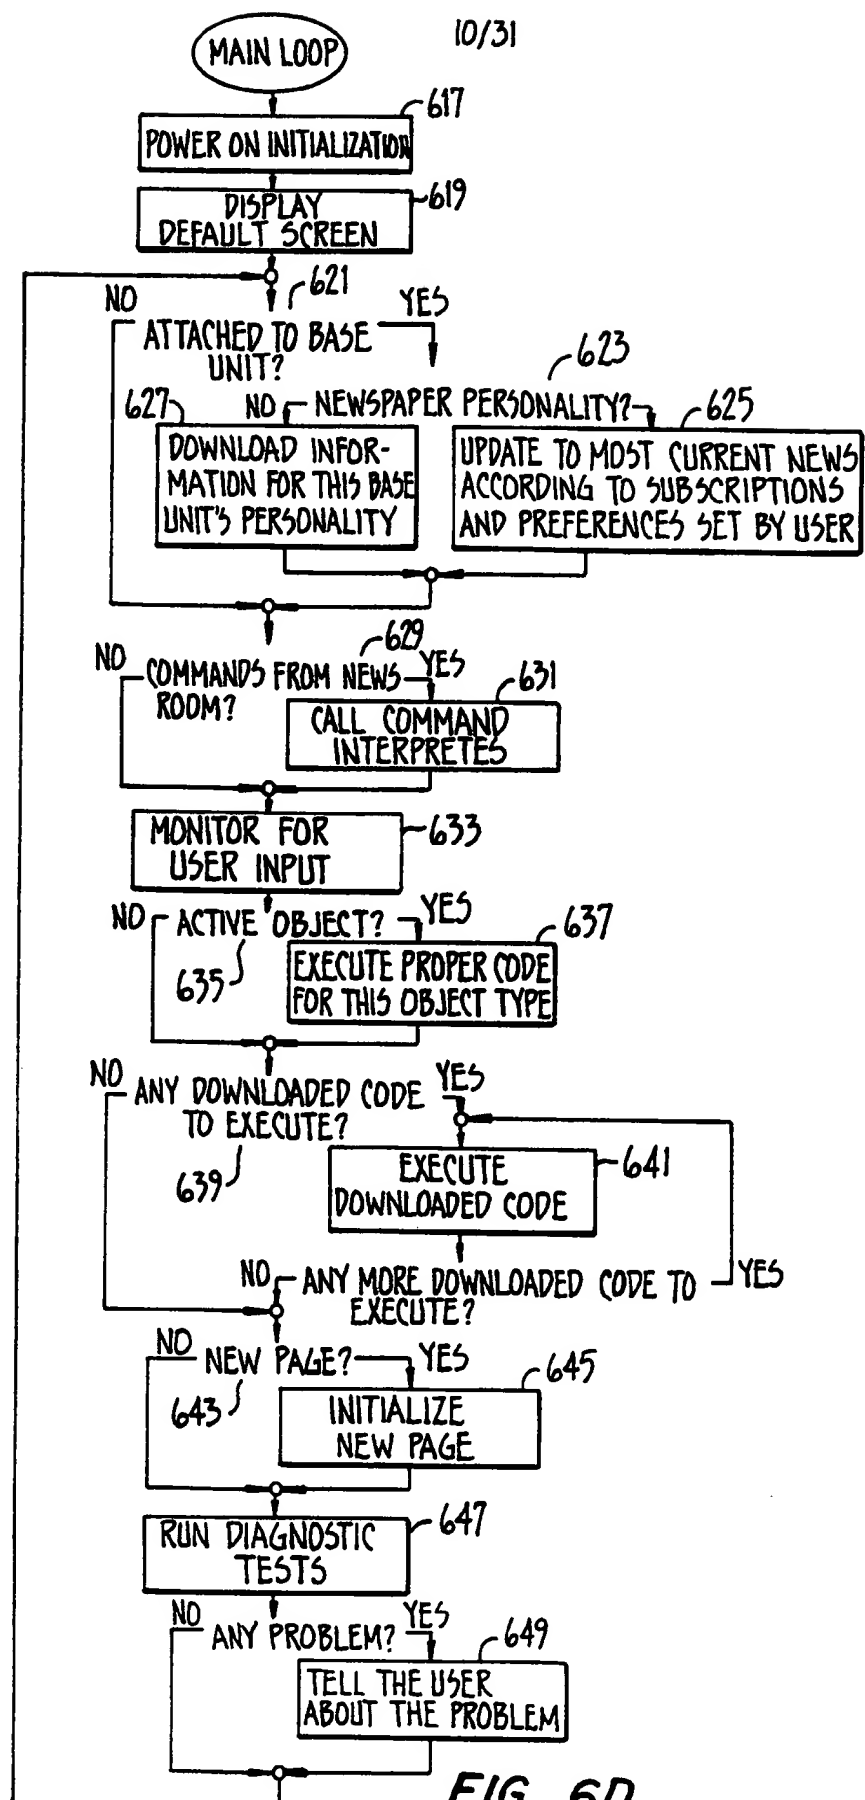 10/31
MAIN LOOP
617
POWER ON INITIALIZATION
619
DISPLAY
DEFAULT SCREEN
621
NO
YES
ATTACHED TO BASE
UNIT?
623
627
NO
NEWSPAPER PERSONALITY?
625
DOWNLOAD INFOR-
MATION FOR THIS BASE
UNIT'S PERSONALITY
UPDATE TO MOST CURRENT NEWS
ACCORDING TO SUBSCRIPTIONS
AND PREFERENCES SET BY USER
629
NO
COMMANDS FROM NEWS
ROOM?
YES
631
CALL COMMAND
INTERPRETES
MONITOR FOR
USER INPUT
633
NO
ACTIVE OBJECT?
YES
635
637
EXECUTE PROPER CODE
FOR THIS OBJECT TYPE
NO
ANY DOWNLOADED CODE
TO EXECUTE?
YES
639
EXECUTE
DOWNLOADED CODE
641
NO
ANY MORE DOWNLOADED CODE TO
EXECUTE?
YES
NO
NEW PAGE?
YES
643
645
INITIALIZE
NEW PAGE
RUN DIAGNOSTIC
TESTS
647
NO
ANY PROBLEM?
YES
649
TELL THE USER
ABOUT THE PROBLEM
FIG. 6D